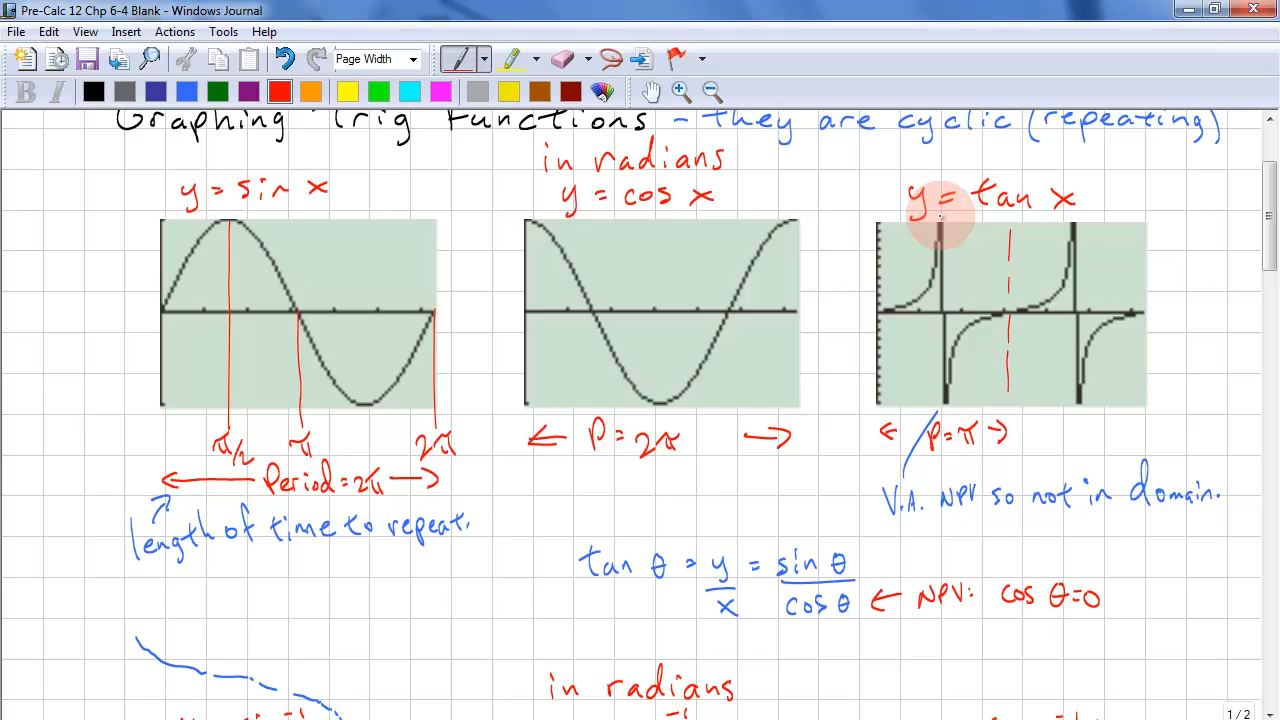 Pre-Calc 12 Chp 6-4 Blank - Windows Journal
File Edit View Insert Actions Tools Help
Page Width
B I
Graphing Trig Functions - they are cyclic (repeating)
in radians
y = sin x
y = cos x
y = tan x
π/2 π 2π
Period = 2π
P = 2π
P = π
length of time to repeat.
V.A. NPV so not in domain.
tan θ = y/x = sin θ/cos θ ← NPV: cos θ = 0
in radians
1/2